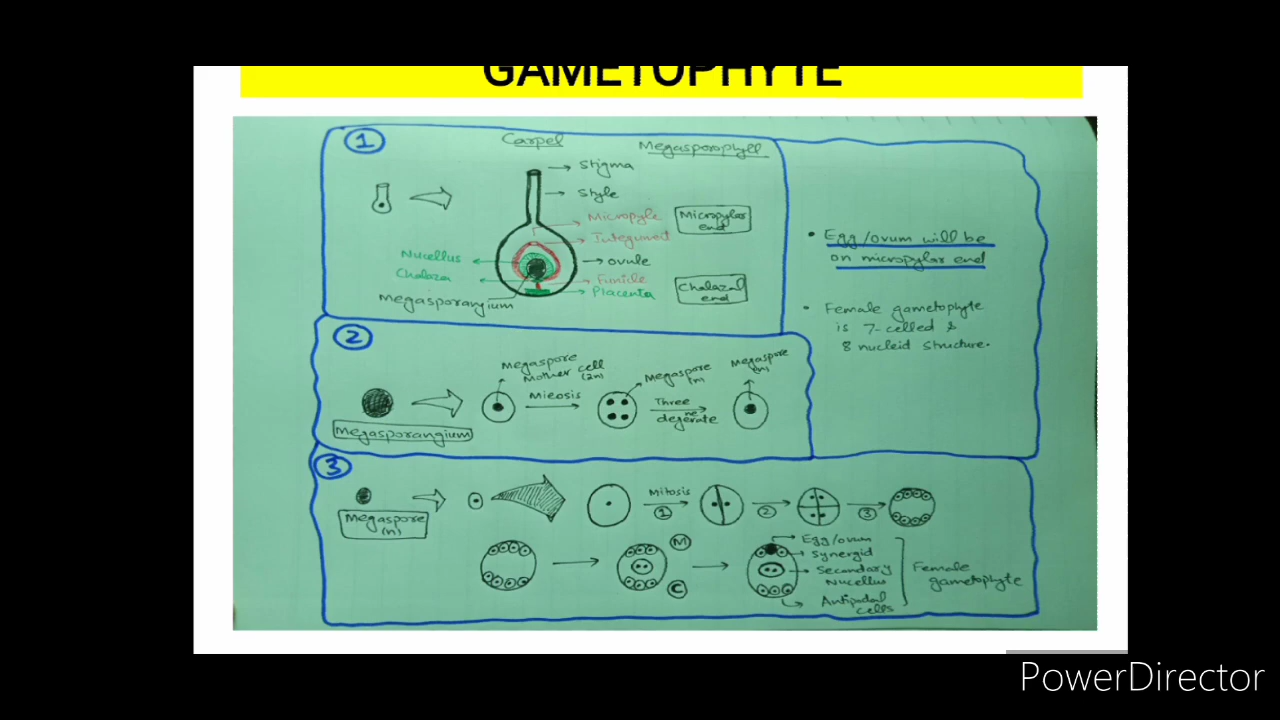 GAMETOPHYTE
1
Carpel
Megasporophyll
Stigma
Style
Micropyle
Micropylar
end
Integument
Nucellus
ovule
Chalaza
Funicle
Placenta
Chalazal
end
Megasporangium
Egg/ovum will be
on micropylar end
Female gametophyte
is 7-celled &
8 nucleid structure.
2
Megasporangium
Megaspore
Mother cell
(2n)
Mieosis
Megaspore
(n)
Three
degerate
ne
Megaspore
(n)
3
Megaspore
(n)
Mitosis
1
2
3
M
C
Egg/ovum
Synergid
Secondary
Nucellus
Antipodal
cells
Female
gametophyte
PowerDirector